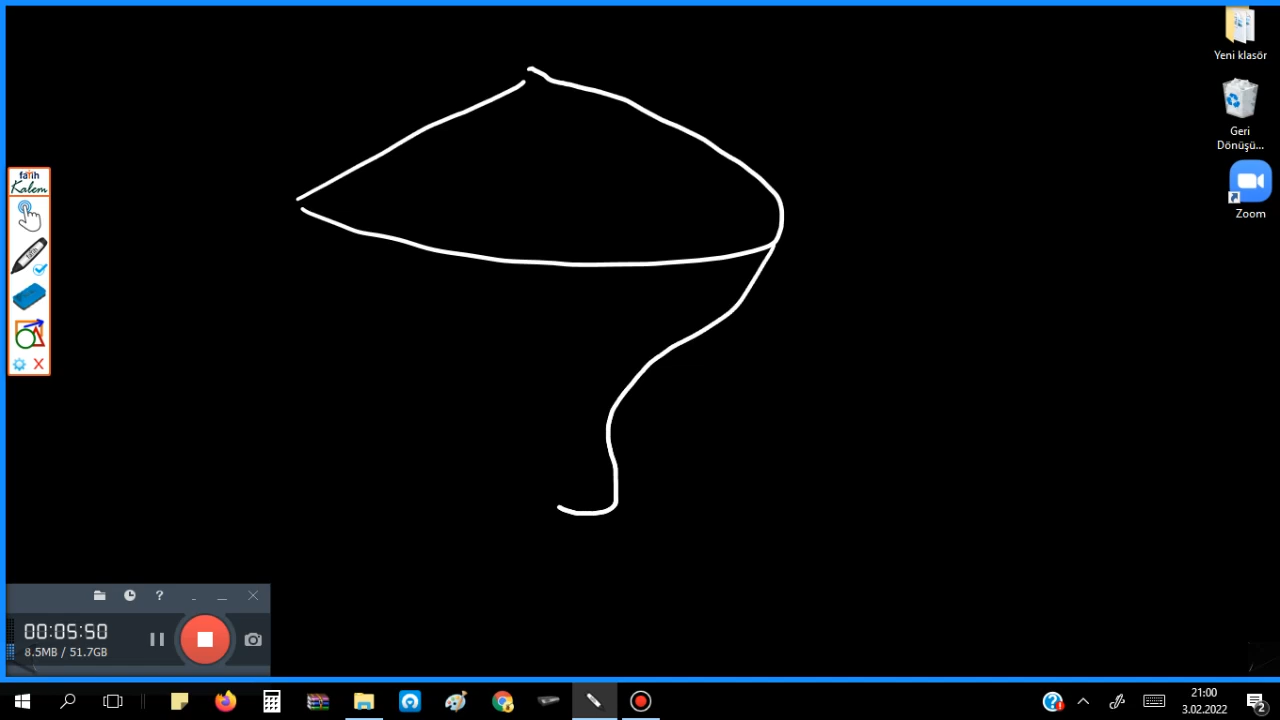 Yeni klasör
Geri
Dönüşü...
Zoom
fatih
Kalem
fatih
00:05:50
8.5MB / 51.7GB
21:00
3.02.2022
2